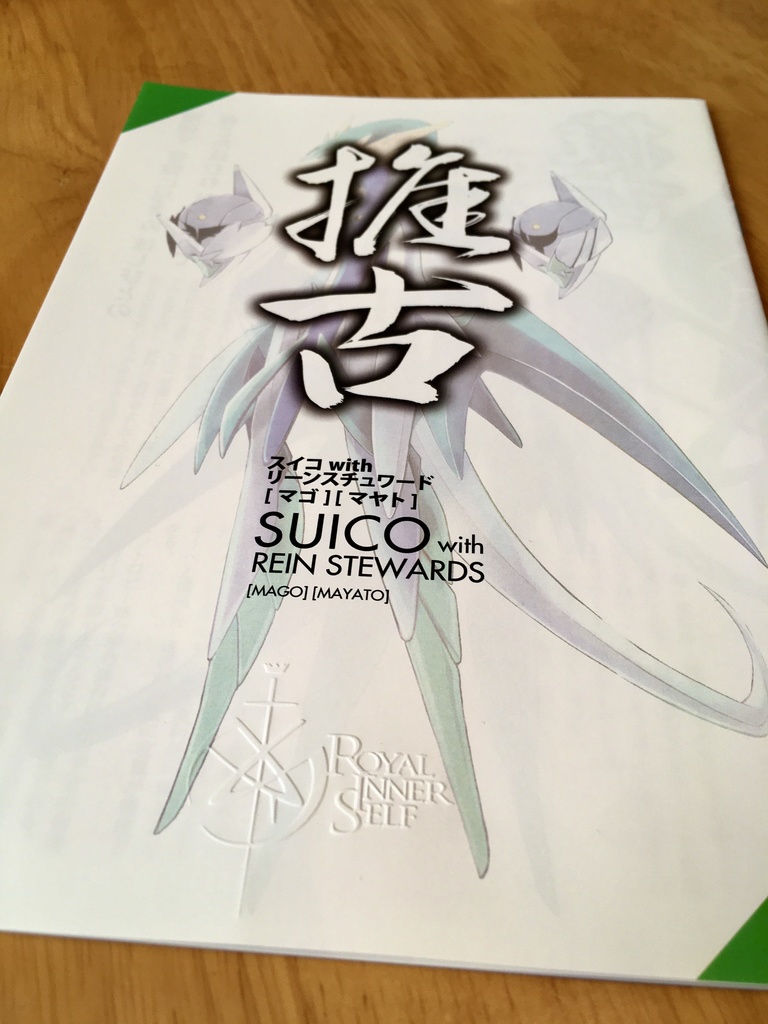 推
古
スイコ with
リーンスチュワード
[ マゴ ] [ マヤト ]
SUICO with
REIN STEWARDS
[MAGO] [MAYATO]
ROYAL
INNER
SELF